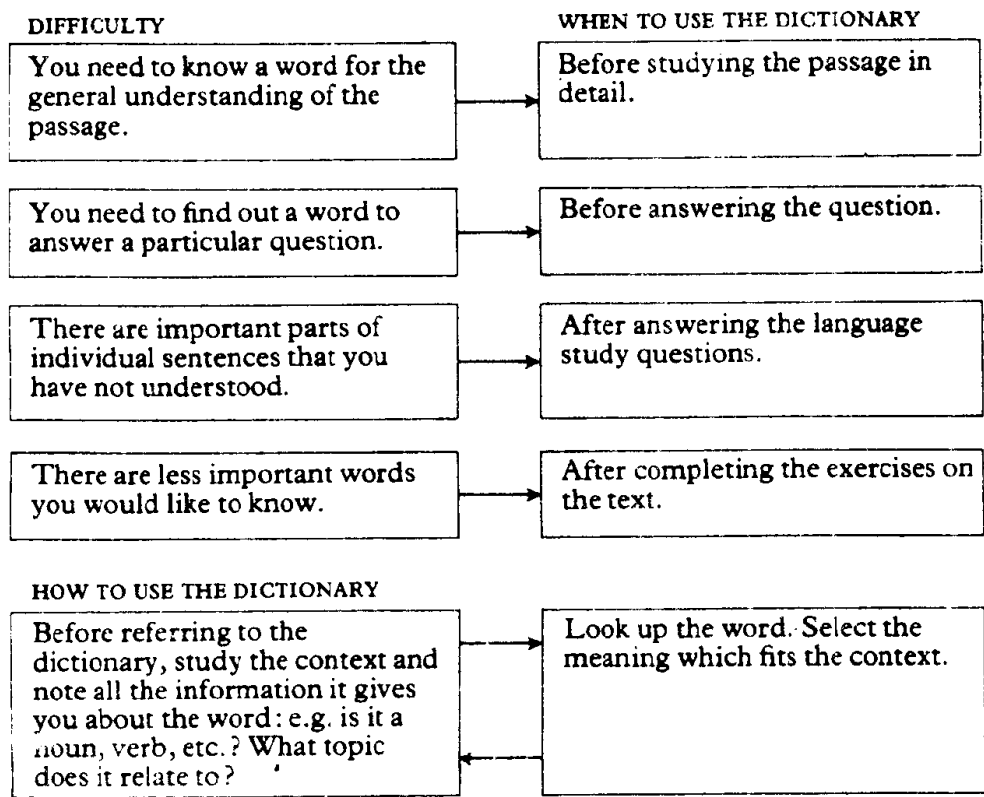 DIFFICULTY
WHEN TO USE THE DICTIONARY
You need to know a word for the
general understanding of the
passage.
Before studying the passage in
detail.
You need to find out a word to
answer a particular question.
Before answering the question.
There are important parts of
individual sentences that you
have not understood.
After answering the language
study questions.
There are less important words
you would like to know.
After completing the exercises on
the text.
HOW TO USE THE DICTIONARY
Before referring to the
dictionary, study the context and
note all the information it gives
you about the word: e.g. is it a
noun, verb, etc.? What topic
does it relate to?
Look up the word. Select the
meaning which fits the context.